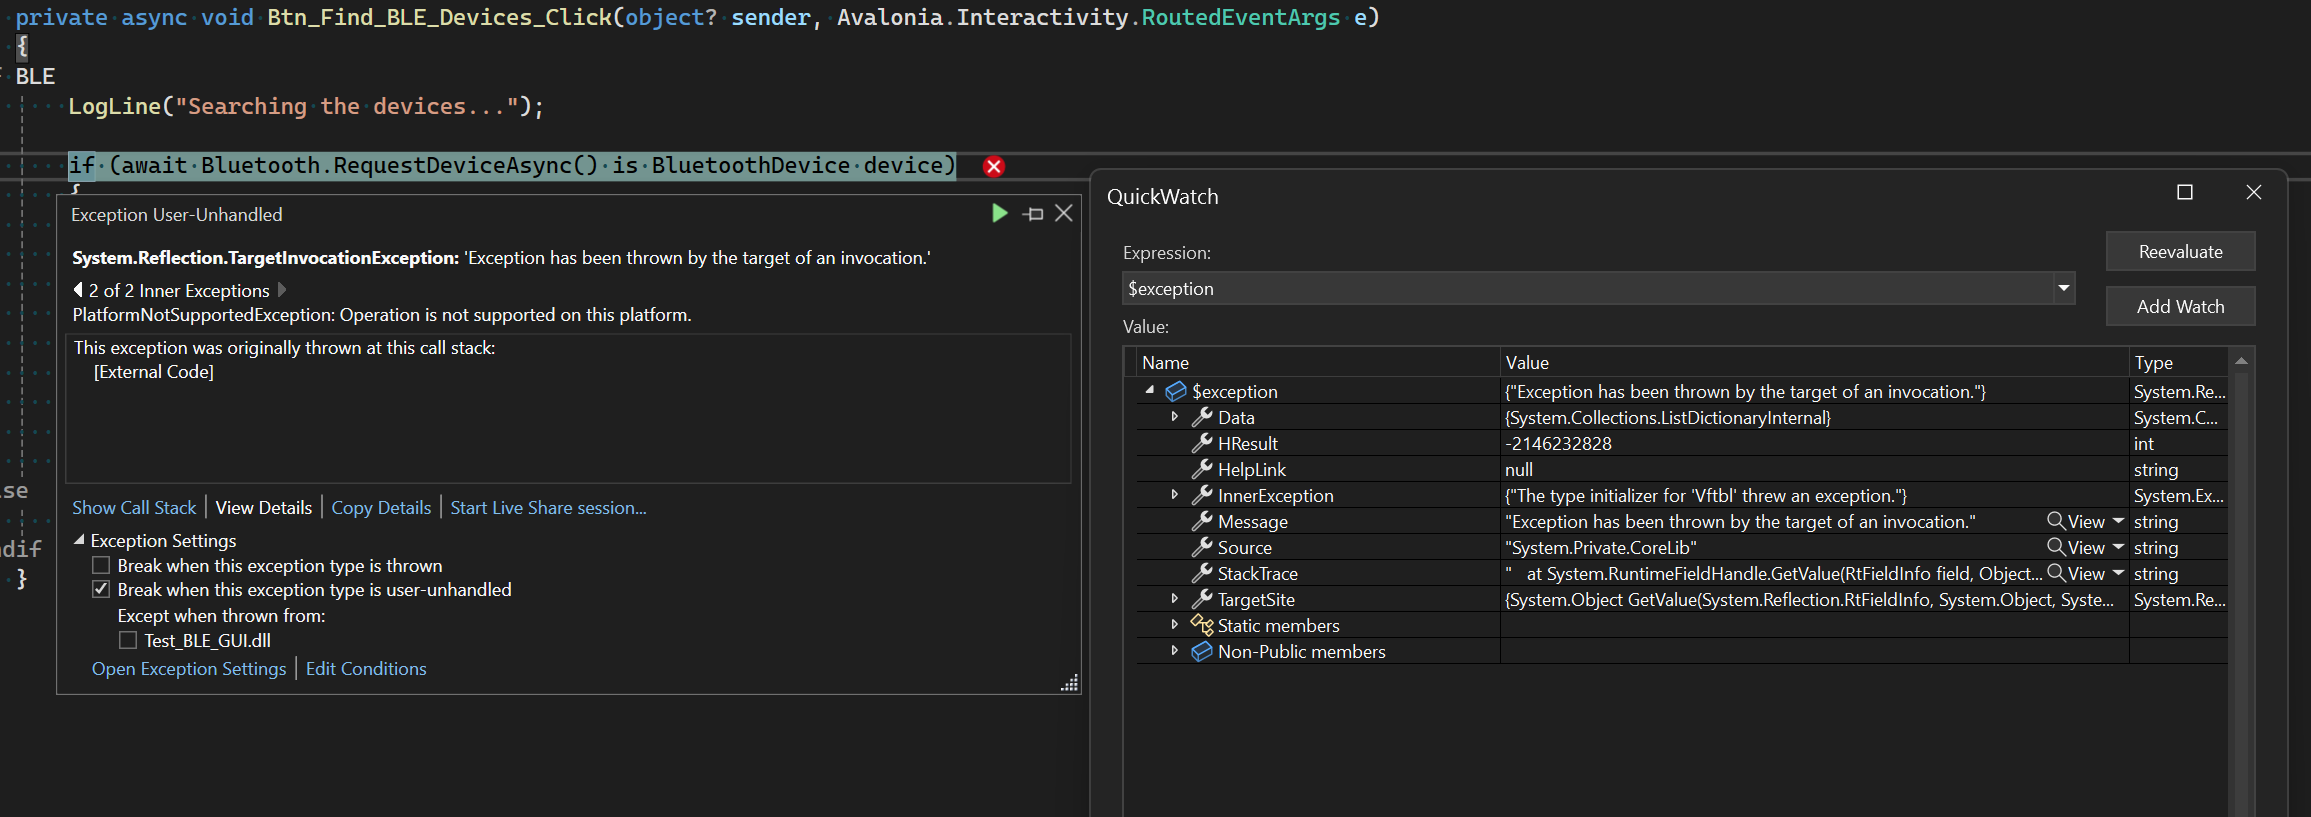 private async void Btn_Find_BLE_Devices_Click(object? sender, Avalonia.Interactivity.RoutedEventArgs e)
{
BLE
LogLine("Searching the devices...");
if (await Bluetooth.RequestDeviceAsync() is BluetoothDevice device)
{
Exception User-Unhandled
System.Reflection.TargetInvocationException: 'Exception has been thrown by the target of an invocation.'
2 of 2 Inner Exceptions
PlatformNotSupportedException: Operation is not supported on this platform.
This exception was originally thrown at this call stack:
[External Code]
Show Call Stack | View Details | Copy Details | Start Live Share session...
Exception Settings
Break when this exception type is thrown
Break when this exception type is user-unhandled
Except when thrown from:
Test_BLE_GUI.dll
Open Exception Settings | Edit Conditions
se
ndif
}
QuickWatch
Expression:
Reevaluate
$exception
Add Watch
Value:
Name Value Type
$exception {"Exception has been thrown by the target of an invocation."} System.Re...
Data {System.Collections.ListDictionaryInternal} System.C...
HResult -2146232828 int
HelpLink null string
InnerException {"The type initializer for 'Vftbl' threw an exception."} System.Ex...
Message "Exception has been thrown by the target of an invocation." View string
Source "System.Private.CoreLib" View string
StackTrace " at System.RuntimeFieldHandle.GetValue(RtFieldInfo field, Object... View string
TargetSite {System.Object GetValue(System.Reflection.RtFieldInfo, System.Object, Syste... System.Re...
Static members
Non-Public members